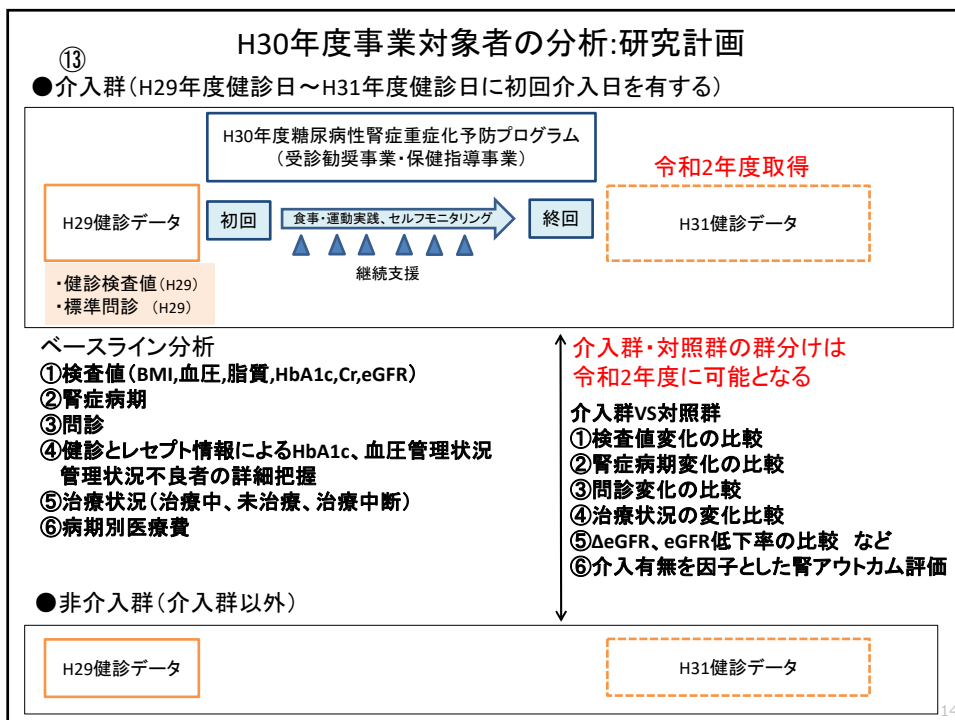 ⑬
H30年度事業対象者の分析:研究計画
●介入群(H29年度健診日～H31年度健診日に初回介入日を有する)
H30年度糖尿病性腎症重症化予防プログラム
(受診勧奨事業・保健指導事業)
令和2年度取得
H29健診データ
初回
食事・運動実践、セルフモニタリング
終回
H31健診データ
継続支援
・健診検査値(H29)
・標準問診 (H29)
ベースライン分析
①検査値(BMI,血圧,脂質,HbA1c,Cr,eGFR)
②腎症病期
③問診
④健診とレセプト情報によるHbA1c、血圧管理状況
管理状況不良者の詳細把握
⑤治療状況(治療中、未治療、治療中断)
⑥病期別医療費
介入群・対照群の群分けは
令和2年度に可能となる
介入群VS対照群
①検査値変化の比較
②腎症病期変化の比較
③問診変化の比較
④治療状況の変化比較
⑤ΔeGFR、eGFR低下率の比較 など
⑥介入有無を因子とした腎アウトカム評価
●非介入群(介入群以外)
H29健診データ
H31健診データ
14